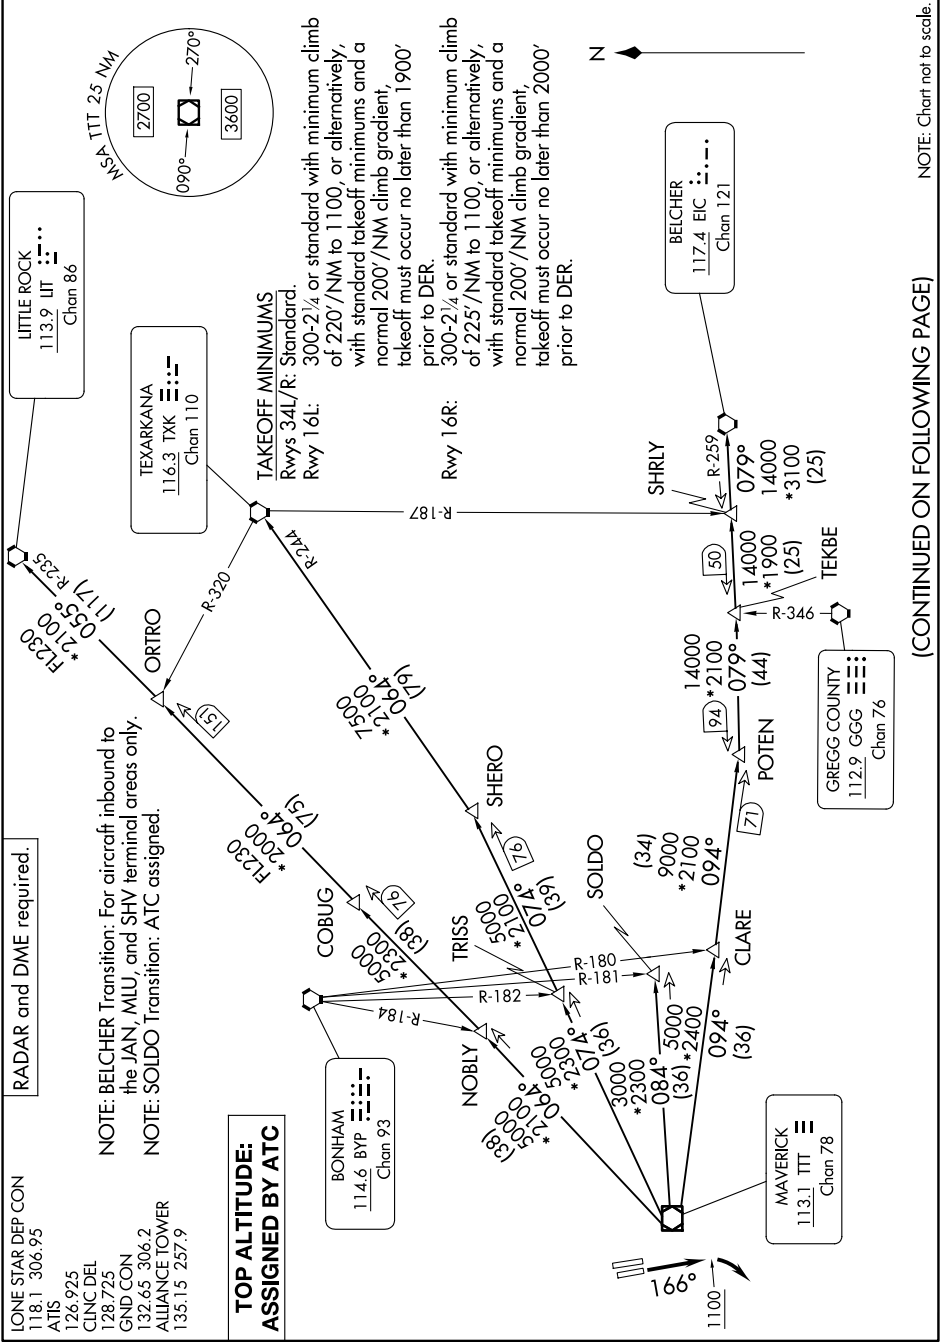 LONE STAR DEP CON
118.1 306.95
ATIS
126.925
CLNC DEL
128.725
GND CON
132.65 306.2
ALLIANCE TOWER
135.15 257.9
RADAR and DME required.
NOTE: BELCHER Transition: For aircraft inbound to
the JAN, MLU, and SHV terminal areas only.
NOTE: SOLDO Transition: ATC assigned.
TOP ALTITUDE:
ASSIGNED BY ATC
LITTLE ROCK
113.9 LIT
Chan 86
MSA TTT 25 NM
2700
090°
270°
3600
TEXARKANA
116.3 TXK
Chan 110
TAKEOFF MINIMUMS
Rwys 34L/R: Standard.
Rwy 16L:
300-2¼ or standard with minimum climb
of 220'/NM to 1100, or alternatively,
with standard takeoff minimums and a
normal 200'/NM climb gradient,
takeoff must occur no later than 1900'
prior to DER.
Rwy 16R:
300-2¼ or standard with minimum climb
of 225'/NM to 1100, or alternatively,
with standard takeoff minimums and a
normal 200'/NM climb gradient,
takeoff must occur no later than 2000'
prior to DER.
N
R-235
FL230
*2100
055°
(117)
ORTRO
R-320
151
FL230
*2000
064°
(75)
COBUG
76
5000
*2300
(38)
NOBLY
R-184
5000
*2100
064°
(38)
R-244
7500
*2100
064°
(79)
SHERO
76
5000
*2100
074°
(39)
TRISS
R-182
5000
*2300
074°
(36)
SOLDO
R-181
3000
*2300
084°
(36)
R-180
CLARE
5000
*2400
094°
(36)
(34)
9000
*2100
094°
71
POTEN
94
14000
*2100
079°
(44)
TEKBE
R-346
50
14000
*1900
(25)
SHRLY
R-187
R-259
079°
14000
*3100
(25)
BELCHER
117.4 EIC
Chan 121
BONHAM
114.6 BYP
Chan 93
GREGG COUNTY
112.9 GGG
Chan 76
MAVERICK
113.1 TTT
Chan 78
166°
1100
(CONTINUED ON FOLLOWING PAGE)
NOTE: Chart not to scale.